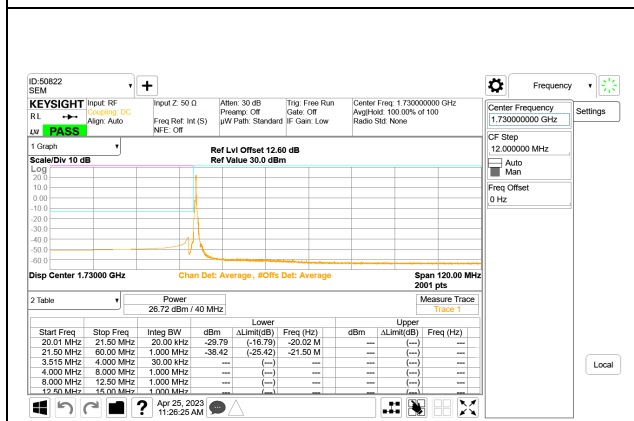 ID:50822
SEM
Frequency
KEYSIGHT Input: RF Input Z: 50 Ω Atten: 30 dB Trig: Free Run Center Freq: 1.730000000 GHz
R L Coupling: DC Preamp: Off Gate: Off Avg|Hold: 100.00% of 100
Align: Auto Freq Ref: Int (S) µW Path: Standard IF Gain: Low Radio Std: None
LXI PASS NFE: Off
Center Frequency
1.730000000 GHz
Settings
CF Step
12.000000 MHz
Auto
Man
Freq Offset
0 Hz
Local
1 Graph
Ref Lvl Offset 12.60 dB
Scale/Div 10 dB Ref Value 30.0 dBm
Log
20.0
10.0
0.00
-10.0
-20.0
-30.0
-40.0
-50.0
-60.0
Disp Center 1.73000 GHz Chan Det: Average, #Offs Det: Average Span 120.00 MHz
2001 pts
2 Table Power Measure Trace
26.72 dBm / 40 MHz Trace 1
Lower Upper
Start Freq Stop Freq Integ BW dBm ΔLimit(dB) Freq (Hz) dBm ΔLimit(dB) Freq (Hz)
20.01 MHz 21.50 MHz 20.00 kHz -29.79 (-16.79) -20.02 M --- (---) ---
21.50 MHz 60.00 MHz 1.000 MHz -38.42 (-25.42) -21.50 M --- (---) ---
3.515 MHz 4.000 MHz 30.00 kHz --- (---) --- --- (---) ---
4.000 MHz 8.000 MHz 1.000 MHz --- (---) --- --- (---) ---
8.000 MHz 12.50 MHz 1.000 MHz --- (---) --- --- (---) ---
12.50 MHz 15.00 MHz 1.000 MHz --- (---) --- --- (---) ---
Apr 25, 2023
11:26:25 AM